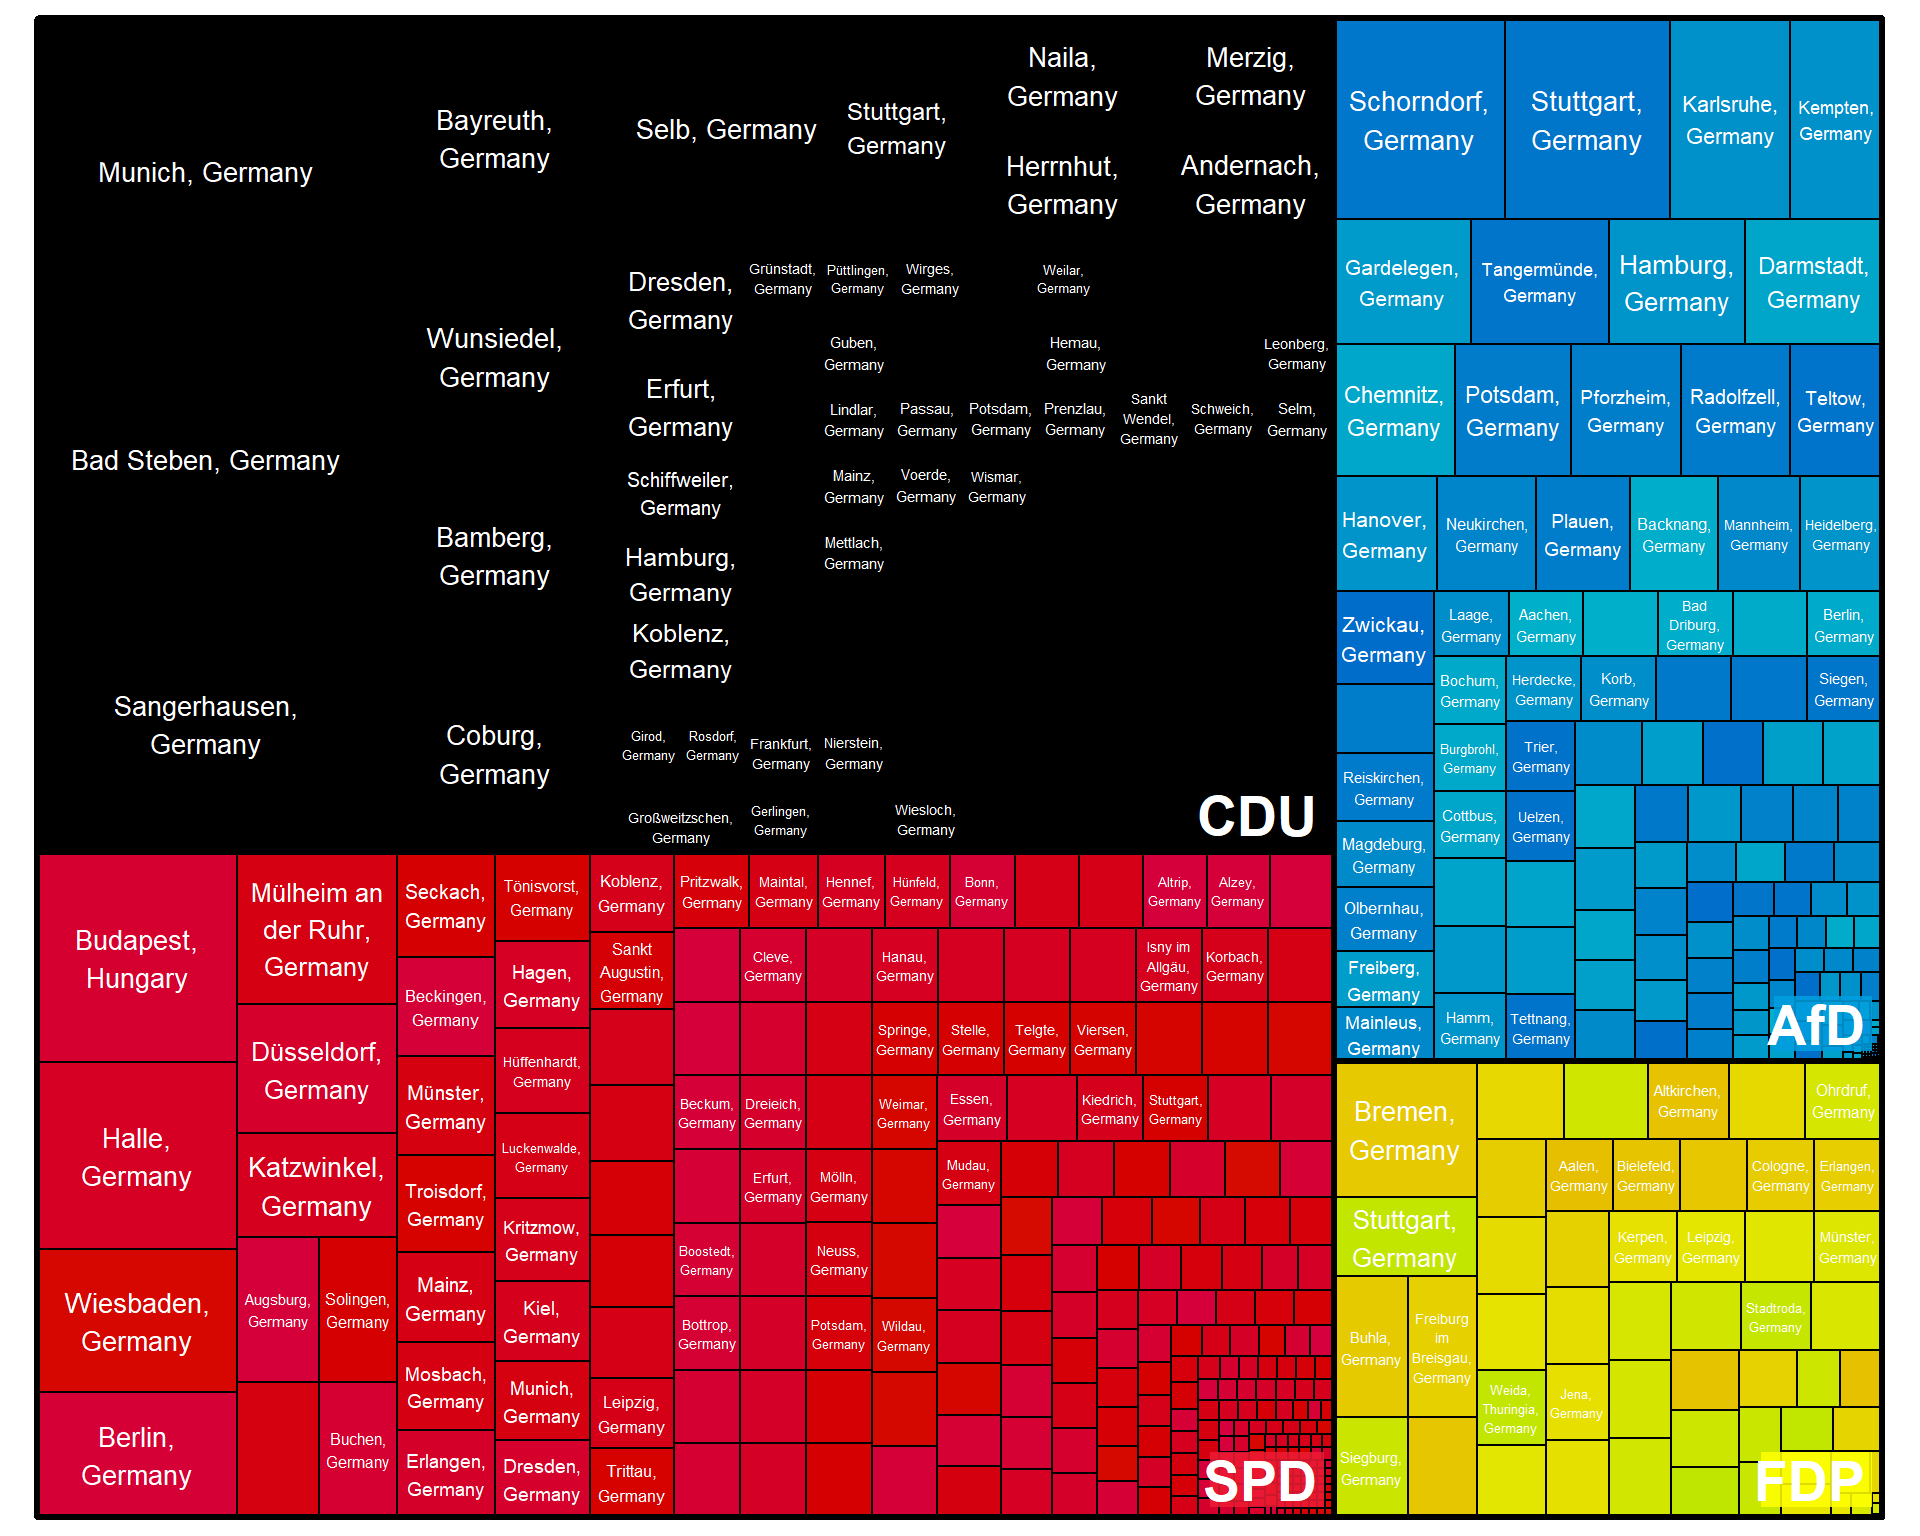 Munich, Germany
Bad Steben, Germany
Sangerhausen,
Germany
Bayreuth,
Germany
Wunsiedel,
Germany
Bamberg,
Germany
Coburg,
Germany
Selb, Germany
Stuttgart,
Germany
Naila,
Germany
Merzig,
Germany
Herrnhut,
Germany
Andernach,
Germany
Dresden,
Germany
Erfurt,
Germany
Schiffweiler,
Germany
Hamburg,
Germany
Koblenz,
Germany
Girod,
Germany
Rosdorf,
Germany
Großweitzschen,
Germany
Grünstadt,
Germany
Püttlingen,
Germany
Wirges,
Germany
Weilar,
Germany
Guben,
Germany
Hemau,
Germany
Leonberg,
Germany
Lindlar,
Germany
Passau,
Germany
Potsdam,
Germany
Prenzlau,
Germany
Sankt
Wendel,
Germany
Schweich,
Germany
Selm,
Germany
Mainz,
Germany
Voerde,
Germany
Wismar,
Germany
Mettlach,
Germany
Frankfurt,
Germany
Nierstein,
Germany
Gerlingen,
Germany
Wiesloch,
Germany
CDU
Budapest,
Hungary
Halle,
Germany
Wiesbaden,
Germany
Berlin,
Germany
Mülheim an
der Ruhr,
Germany
Düsseldorf,
Germany
Katzwinkel,
Germany
Augsburg,
Germany
Solingen,
Germany
Buchen,
Germany
Seckach,
Germany
Beckingen,
Germany
Münster,
Germany
Troisdorf,
Germany
Mainz,
Germany
Mosbach,
Germany
Erlangen,
Germany
Tönisvorst,
Germany
Hagen,
Germany
Hüffenhardt,
Germany
Luckenwalde,
Germany
Kritzmow,
Germany
Kiel,
Germany
Munich,
Germany
Dresden,
Germany
Koblenz,
Germany
Sankt
Augustin,
Germany
Leipzig,
Germany
Trittau,
Germany
Pritzwalk,
Germany
Maintal,
Germany
Hennef,
Germany
Hünfeld,
Germany
Bonn,
Germany
Altrip,
Germany
Alzey,
Germany
Cleve,
Germany
Hanau,
Germany
Isny im
Allgäu,
Germany
Korbach,
Germany
Springe,
Germany
Stelle,
Germany
Telgte,
Germany
Viersen,
Germany
Beckum,
Germany
Dreieich,
Germany
Weimar,
Germany
Essen,
Germany
Kiedrich,
Germany
Stuttgart,
Germany
Erfurt,
Germany
Mölln,
Germany
Mudau,
Germany
Boostedt,
Germany
Neuss,
Germany
Bottrop,
Germany
Potsdam,
Germany
Wildau,
Germany
SPD
Schorndorf,
Germany
Stuttgart,
Germany
Karlsruhe,
Germany
Kempten,
Germany
Gardelegen,
Germany
Tangermünde,
Germany
Hamburg,
Germany
Darmstadt,
Germany
Chemnitz,
Germany
Potsdam,
Germany
Pforzheim,
Germany
Radolfzell,
Germany
Teltow,
Germany
Hanover,
Germany
Neukirchen,
Germany
Plauen,
Germany
Backnang,
Germany
Mannheim,
Germany
Heidelberg,
Germany
Zwickau,
Germany
Reiskirchen,
Germany
Magdeburg,
Germany
Olbernhau,
Germany
Freiberg,
Germany
Mainleus,
Germany
Laage,
Germany
Aachen,
Germany
Bad
Driburg,
Germany
Berlin,
Germany
Bochum,
Germany
Herdecke,
Germany
Korb,
Germany
Siegen,
Germany
Burgbrohl,
Germany
Trier,
Germany
Cottbus,
Germany
Uelzen,
Germany
Hamm,
Germany
Tettnang,
Germany
AfD
Bremen,
Germany
Stuttgart,
Germany
Buhla,
Germany
Freiburg
im
Breisgau,
Germany
Siegburg,
Germany
Altkirchen,
Germany
Ohrdruf,
Germany
Aalen,
Germany
Bielefeld,
Germany
Cologne,
Germany
Erlangen,
Germany
Kerpen,
Germany
Leipzig,
Germany
Münster,
Germany
Stadtroda,
Germany
Weida,
Thuringia,
Germany
Jena,
Germany
FDP